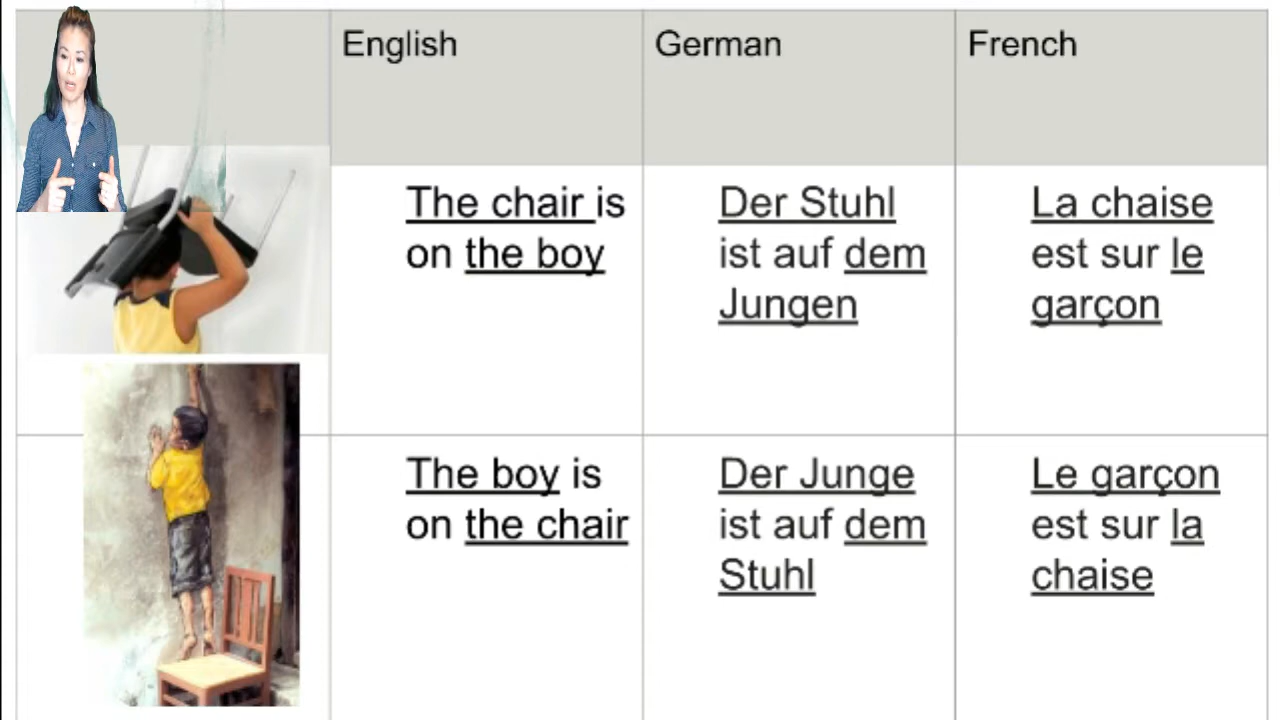 English
German
French
The chair is
on the boy
Der Stuhl
ist auf dem
Jungen
La chaise
est sur le
garçon
The boy is
on the chair
Der Junge
ist auf dem
Stuhl
Le garçon
est sur la
chaise